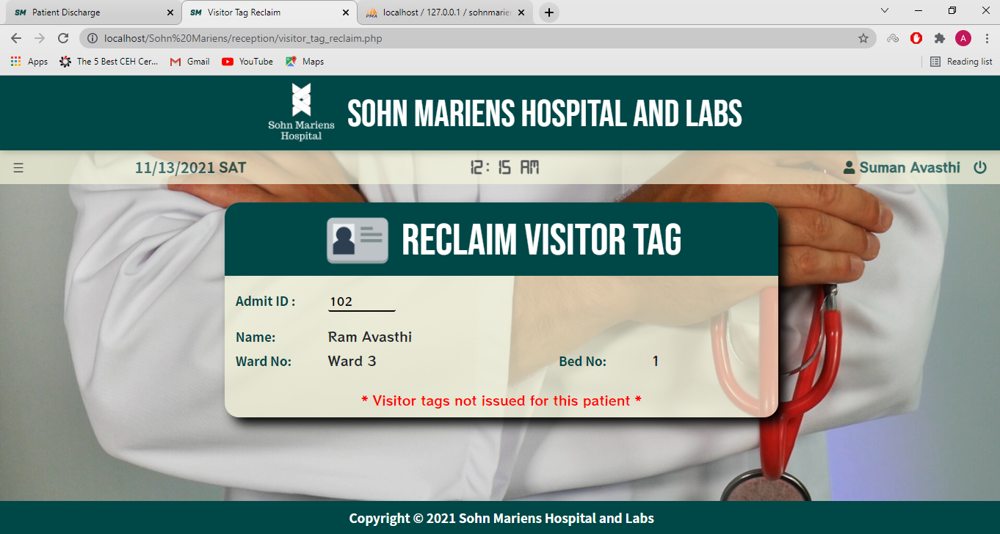 SM Patient Discharge
SM Visitor Tag Reclaim
PMA localhost / 127.0.0.1 / sohnmarie
localhost/Sohn%20Mariens/reception/visitor_tag_reclaim.php
A
Apps
The 5 Best CEH Cer...
Gmail
YouTube
Maps
Reading list
Sohn Mariens
Hospital
SOHN MARIENS HOSPITAL AND LABS
11/13/2021 SAT
12:15 AM
Suman Avasthi
RECLAIM VISITOR TAG
Admit ID : 102
Name: Ram Avasthi
Ward No: Ward 3 Bed No: 1
* Visitor tags not issued for this patient *
Copyright © 2021 Sohn Mariens Hospital and Labs